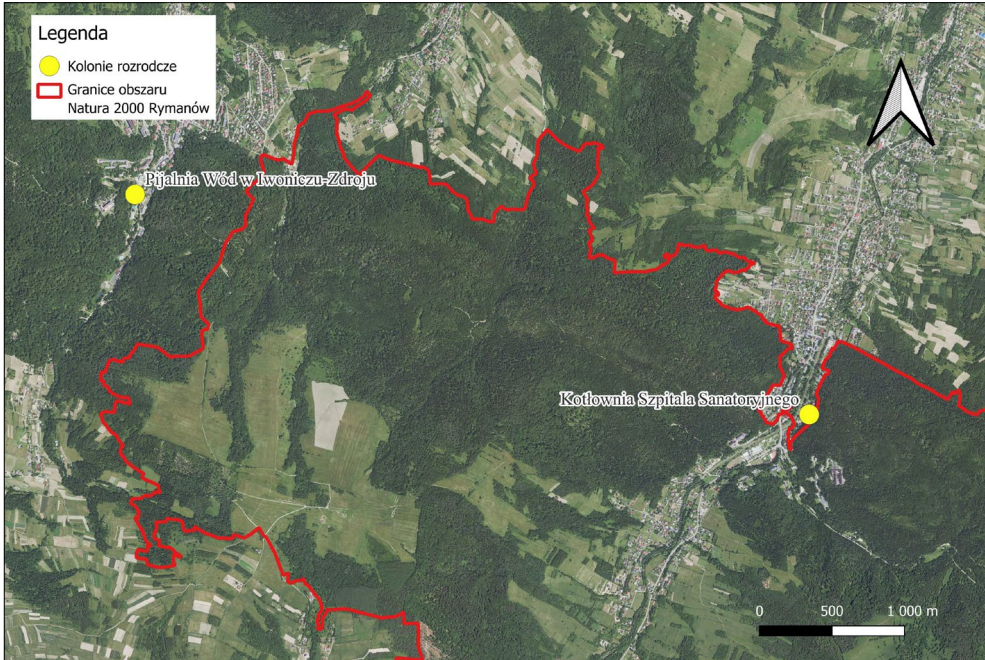 Legenda
Kolonie rozrodcze
Granice obszaru
Natura 2000 Rymanów
Pijalnia Wód w Iwoniczu-Zdroju
Kotłownia Szpitala Sanatoryjnego
0 500 1 000 m